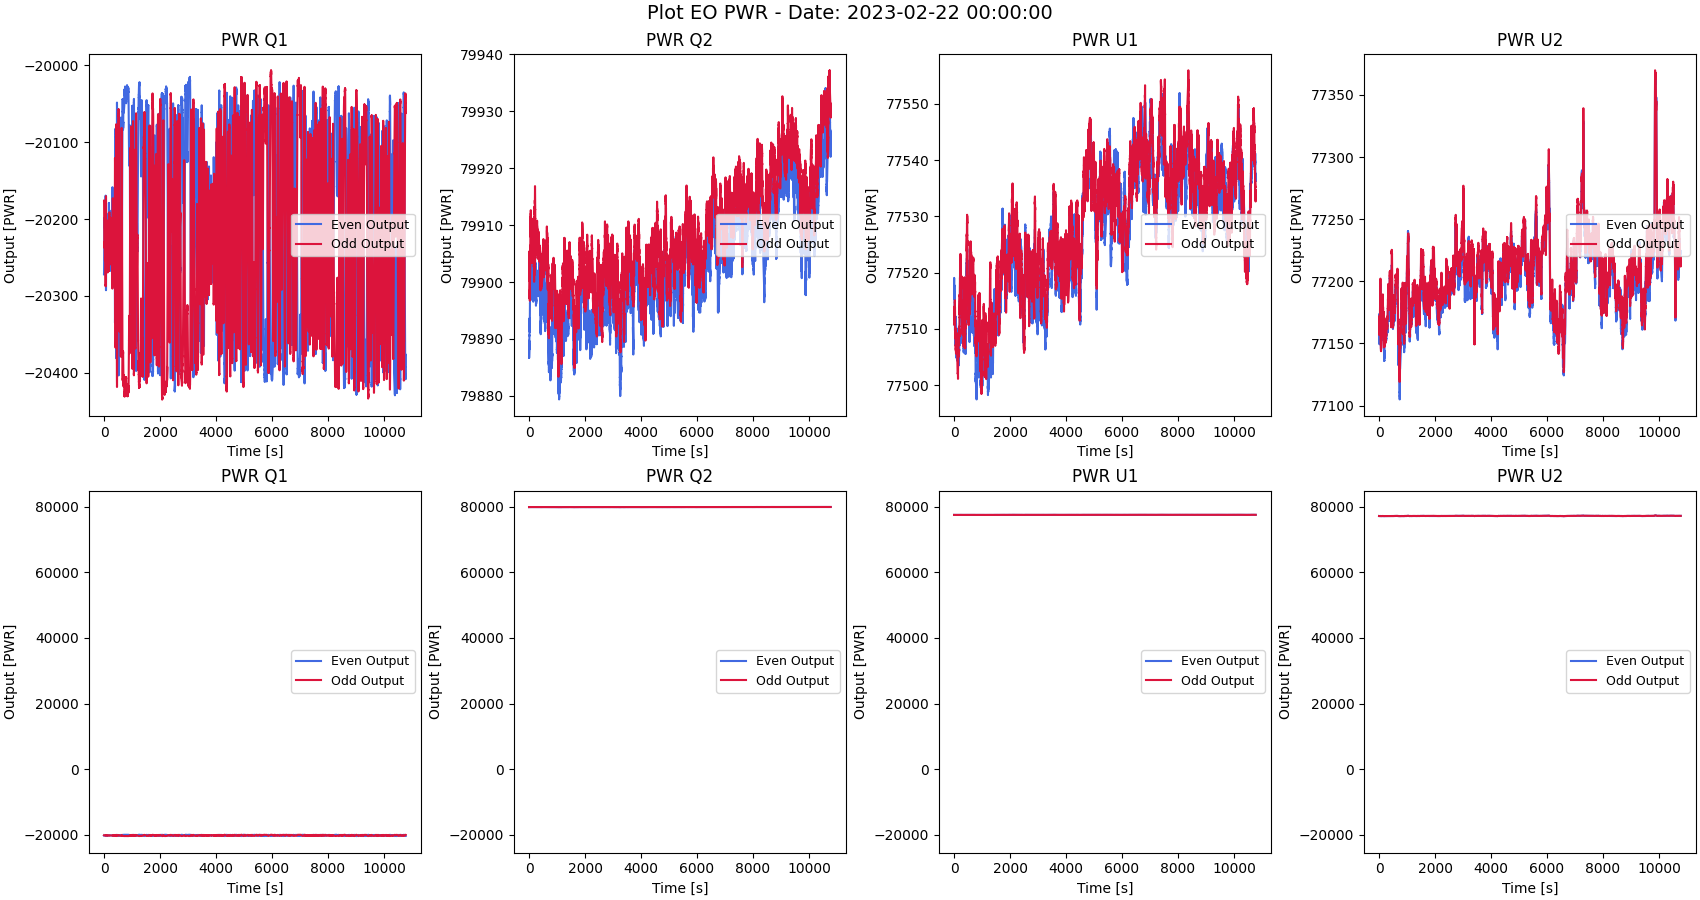 Plot EO PWR - Date: 2023-02-22 00:00:00
PWR Q1
Output [PWR]
−20000
−20100
−20200
−20300
−20400
Even Output
Odd Output
0 2000 4000 6000 8000 10000
Time [s]
PWR Q2
Output [PWR]
79940
79930
79920
79910
79900
79890
79880
Even Output
Odd Output
0 2000 4000 6000 8000 10000
Time [s]
PWR U1
Output [PWR]
77550
77540
77530
77520
77510
77500
Even Output
Odd Output
0 2000 4000 6000 8000 10000
Time [s]
PWR U2
Output [PWR]
77350
77300
77250
77200
77150
77100
Even Output
Odd Output
0 2000 4000 6000 8000 10000
Time [s]
PWR Q1
Output [PWR]
80000
60000
40000
20000
0
−20000
Even Output
Odd Output
0 2000 4000 6000 8000 10000
Time [s]
PWR Q2
Output [PWR]
80000
60000
40000
20000
0
−20000
Even Output
Odd Output
0 2000 4000 6000 8000 10000
Time [s]
PWR U1
Output [PWR]
80000
60000
40000
20000
0
−20000
Even Output
Odd Output
0 2000 4000 6000 8000 10000
Time [s]
PWR U2
Output [PWR]
80000
60000
40000
20000
0
−20000
Even Output
Odd Output
0 2000 4000 6000 8000 10000
Time [s]